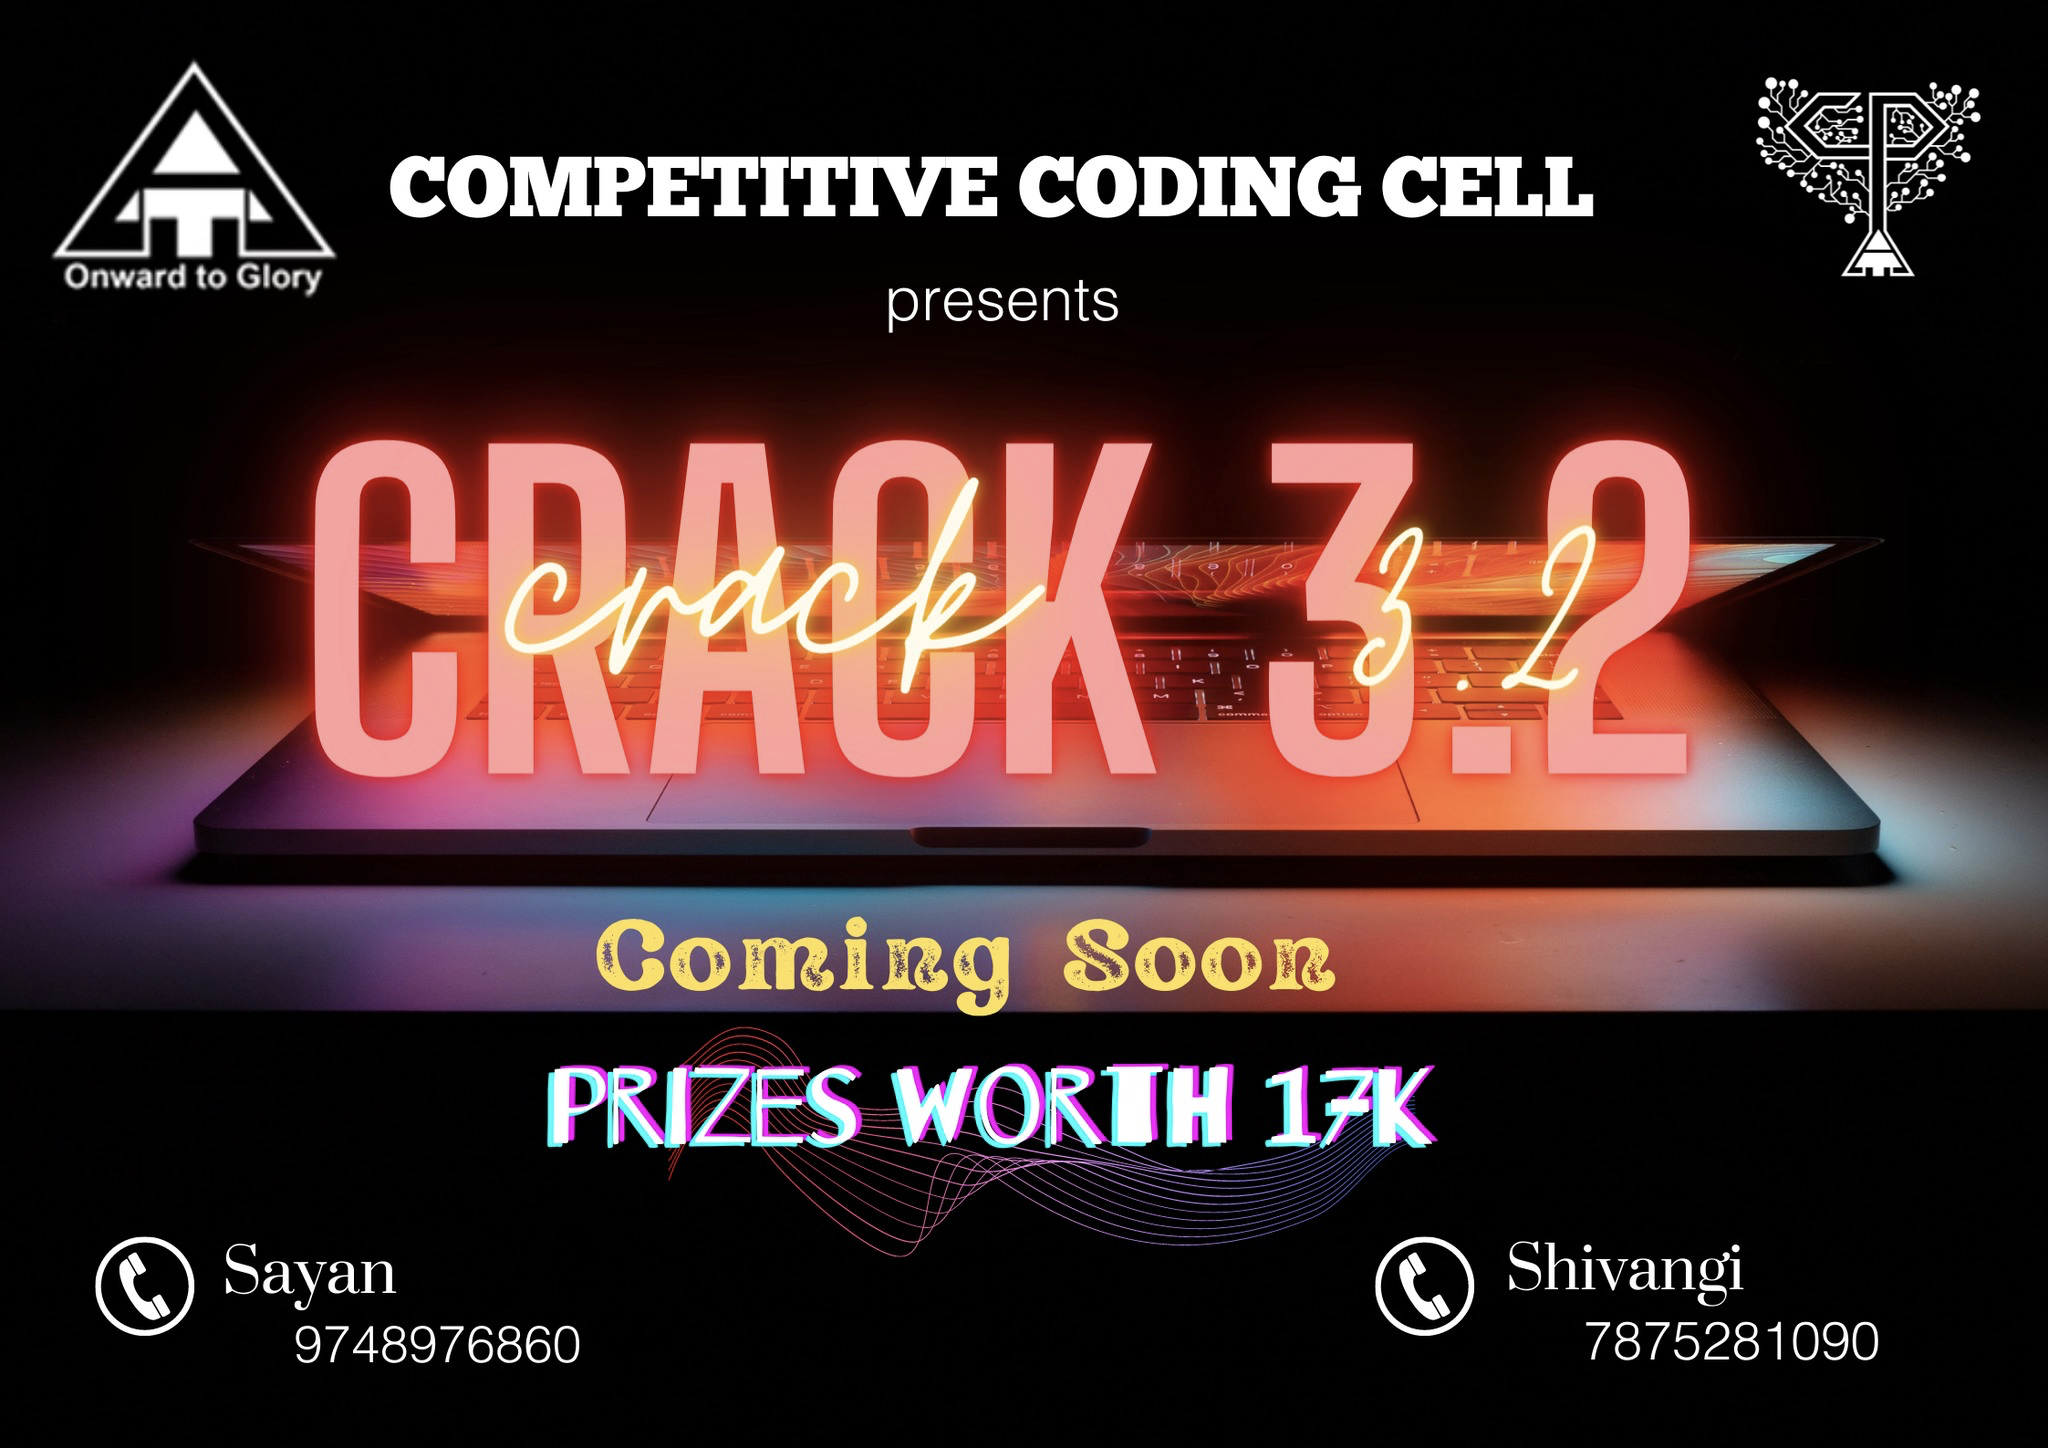 Onward to Glory
COMPETITIVE CODING CELL
presents
CRACK 3.2
crack 3.2
Coming Soon
PRIZES WORTH 17K
Sayan
9748976860
Shivangi
7875281090